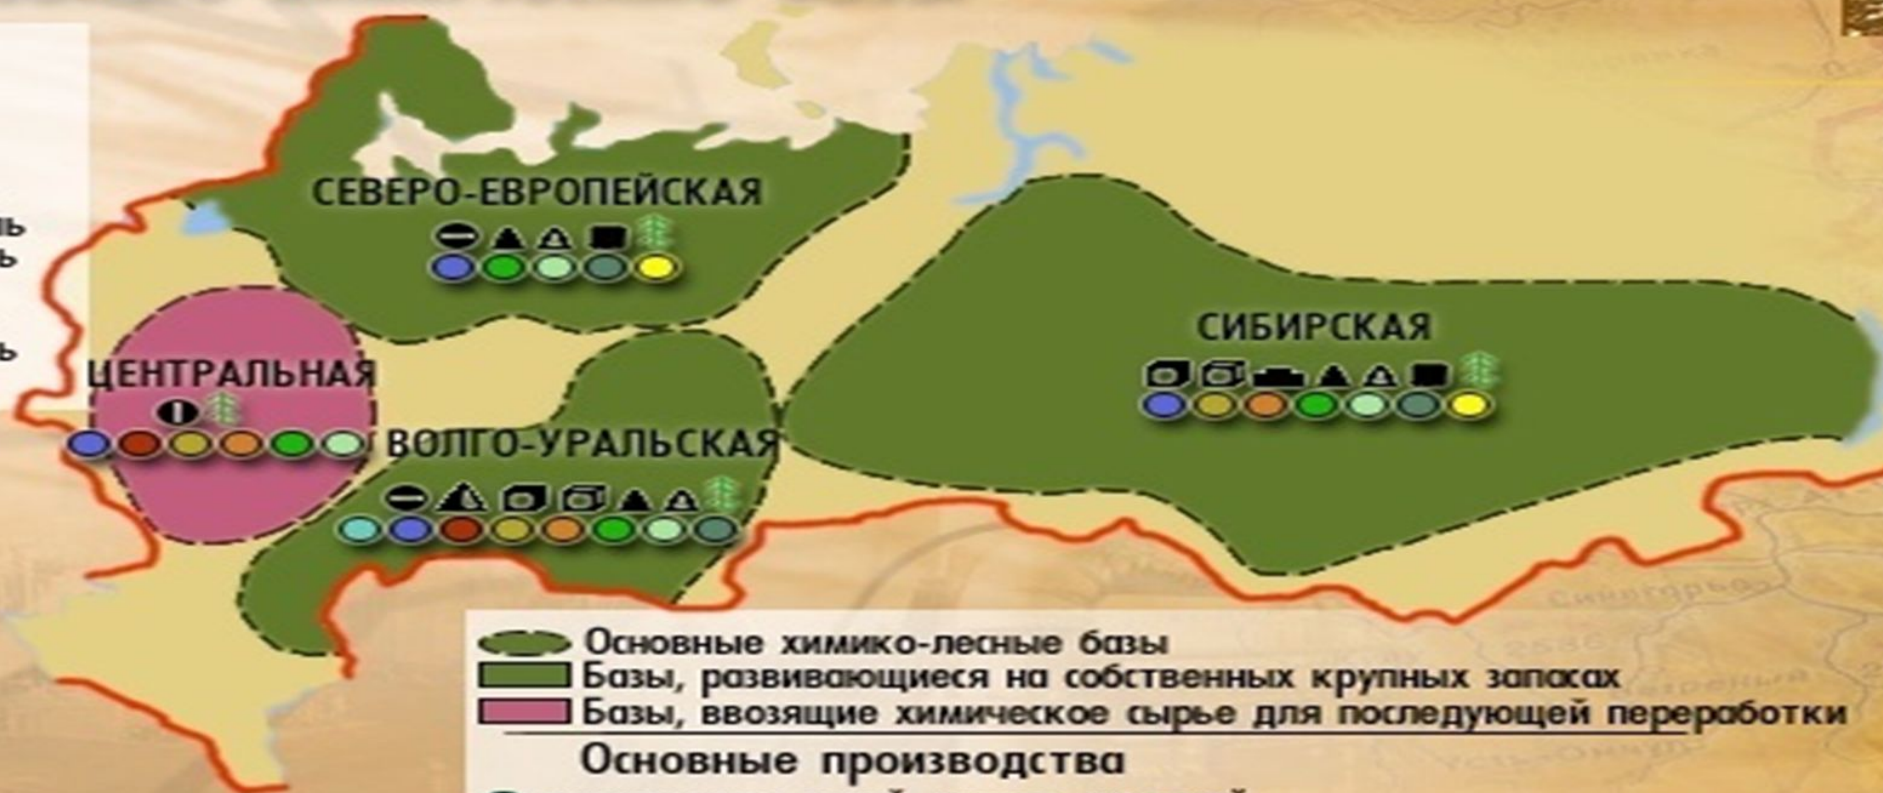 СЕВЕРО-ЕВРОПЕЙСКАЯ
СИБИРСКАЯ
ЦЕНТРАЛЬНАЯ
ВОЛГО-УРАЛЬСКАЯ
Основные химико-лесные базы
Базы, развивающиеся на собственных крупных запасах
Базы, ввозящие химическое сырье для последующей переработки
Основные производства